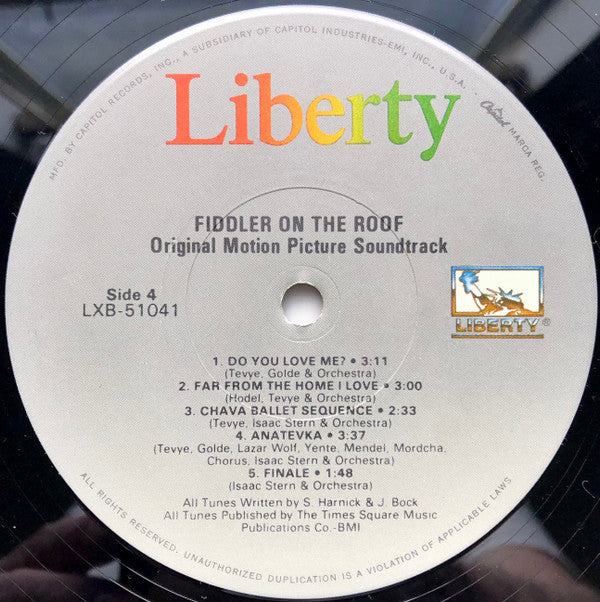 MFD. BY CAPITOL RECORDS, INC., A SUBSIDIARY OF CAPITOL INDUSTRIES-EMI, INC., U.S.A. • Capitol MARCA REG.
Liberty
FIDDLER ON THE ROOF
Original Motion Picture Soundtrack
Side 4
LXB-51041
LIBERTY®
1. DO YOU LOVE ME? • 3:11
(Tevye, Golde & Orchestra)
2. FAR FROM THE HOME I LOVE • 3:00
(Hodel, Tevye & Orchestra)
3. CHAVA BALLET SEQUENCE • 2:33
(Tevye, Isaac Stern & Orchestra)
4. ANATEVKA • 3:37
(Tevye, Golde, Lazar Wolf, Yente, Mendel, Mordcha,
Chorus, Isaac Stern & Orchestra)
5. FINALE • 1:48
(Isaac Stern & Orchestra)
All Tunes Written by S. Harnick & J. Bock
All Tunes Published by The Times Square Music
Publications Co.-BMI
ALL RIGHTS RESERVED. UNAUTHORIZED DUPLICATION IS A VIOLATION OF APPLICABLE LAWS